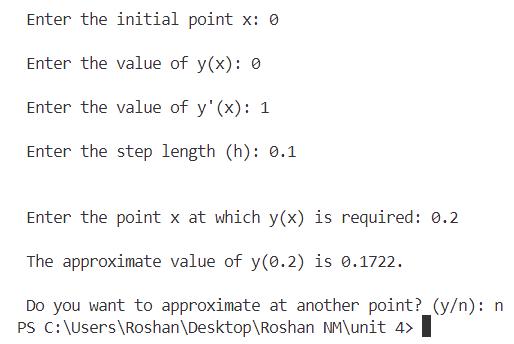 Enter the initial point x: 0
Enter the value of y(x): 0
Enter the value of y'(x): 1
Enter the step length (h): 0.1
Enter the point x at which y(x) is required: 0.2
The approximate value of y(0.2) is 0.1722.
Do you want to approximate at another point? (y/n): n
PS C:\Users\Roshan\Desktop\Roshan NM\unit 4>